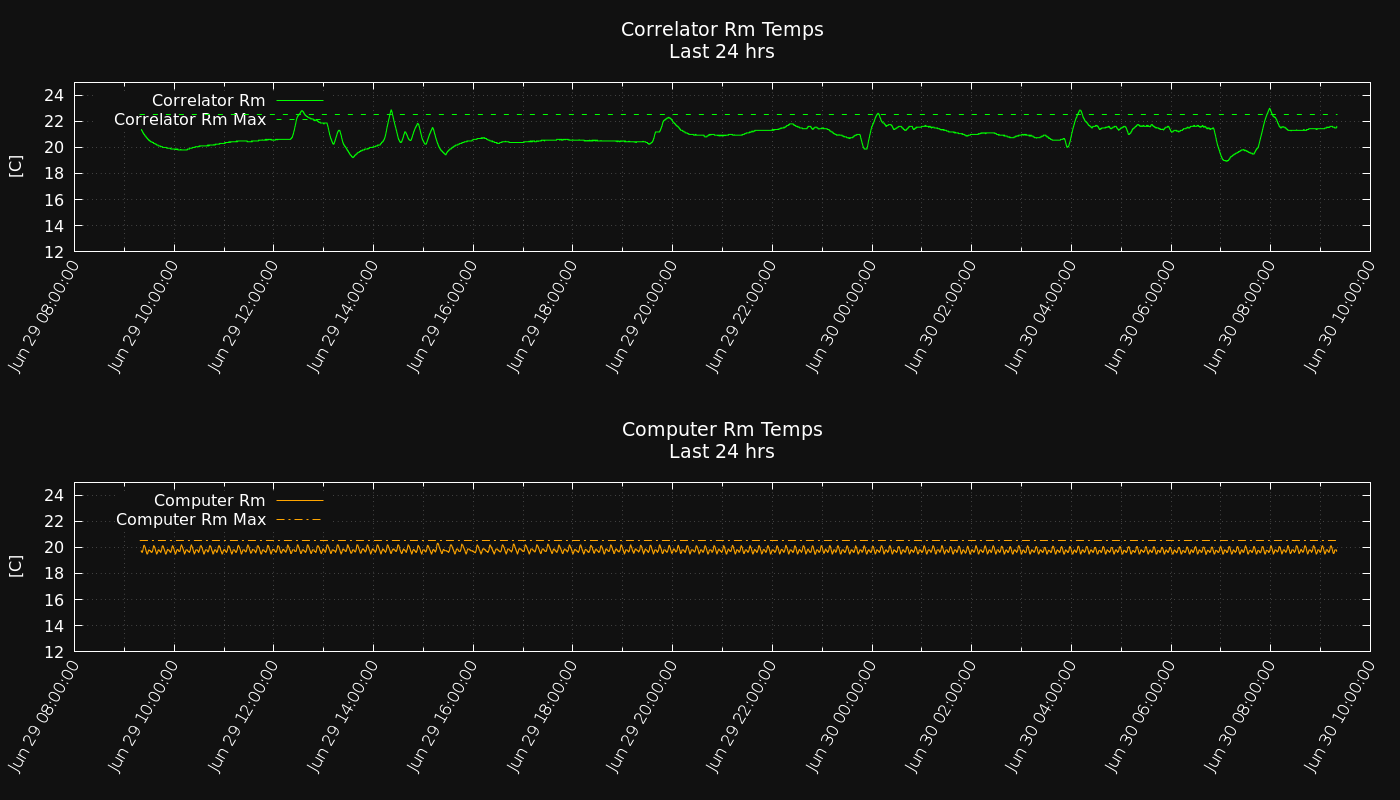 Correlator Rm Temps
Last 24 hrs
Correlator Rm
Correlator Rm Max
[C]
24
22
20
18
16
14
12
Jun 29 08:00:00
Jun 29 10:00:00
Jun 29 12:00:00
Jun 29 14:00:00
Jun 29 16:00:00
Jun 29 18:00:00
Jun 29 20:00:00
Jun 29 22:00:00
Jun 30 00:00:00
Jun 30 02:00:00
Jun 30 04:00:00
Jun 30 06:00:00
Jun 30 08:00:00
Jun 30 10:00:00
Computer Rm Temps
Last 24 hrs
Computer Rm
Computer Rm Max
[C]
24
22
20
18
16
14
12
Jun 29 08:00:00
Jun 29 10:00:00
Jun 29 12:00:00
Jun 29 14:00:00
Jun 29 16:00:00
Jun 29 18:00:00
Jun 29 20:00:00
Jun 29 22:00:00
Jun 30 00:00:00
Jun 30 02:00:00
Jun 30 04:00:00
Jun 30 06:00:00
Jun 30 08:00:00
Jun 30 10:00:00